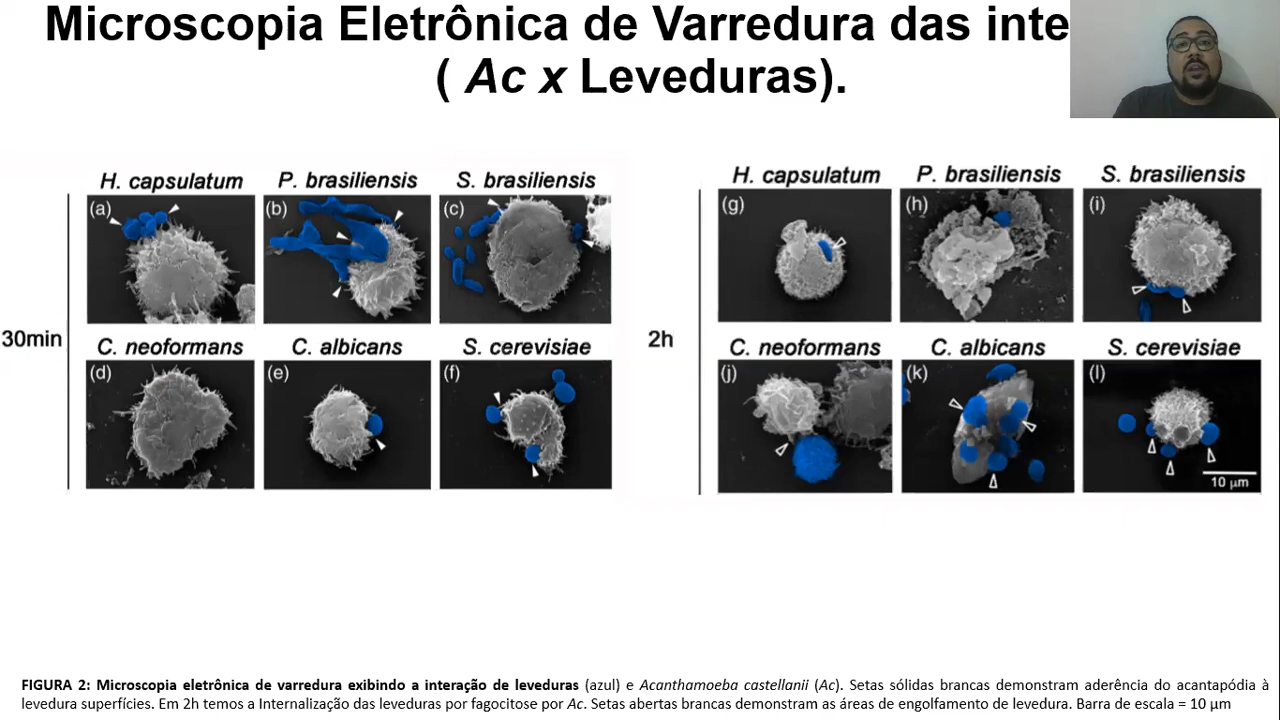 Microscopia Eletrônica de Varredura das inte
( Ac x Leveduras).
H. capsulatum P. brasiliensis S. brasiliensis
(a) (b) (c)
30min
C. neoformans C. albicans S. cerevisiae
(d) (e) (f)
H. capsulatum P. brasiliensis S. brasiliensis
(g) (h) (i)
2h
C. neoformans C. albicans S. cerevisiae
(j) (k) (l)
10 µm
FIGURA 2: Microscopia eletrônica de varredura exibindo a interação de leveduras (azul) e Acanthamoeba castellanii (Ac). Setas sólidas brancas demonstram aderência do acantapódia à
levedura superfícies. Em 2h temos a Internalização das leveduras por fagocitose por Ac. Setas abertas brancas demonstram as áreas de engolfamento de levedura. Barra de escala = 10 µm